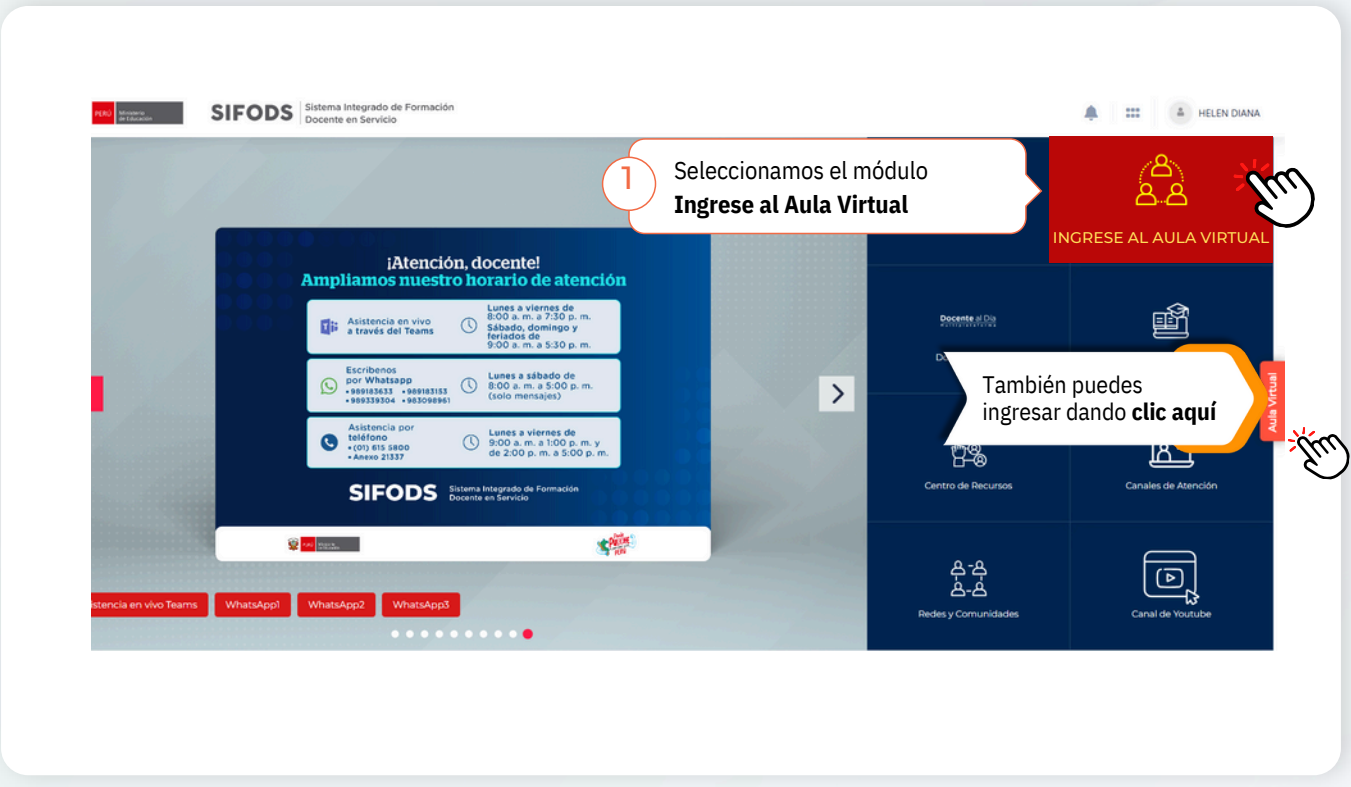 PERÚ
Ministerio
de Educación
SIFODS
Sistema Integrado de Formación
Docente en Servicio
HELEN DIANA
1
Seleccionamos el módulo
Ingrese al Aula Virtual
INGRESE AL AULA VIRTUAL
¡Atención, docente!
Ampliamos nuestro horario de atención
Asistencia en vivo
a través del Teams
Lunes a viernes de
8:00 a. m. a 7:30 p. m.
Sábado, domingo y
feriados de
9:00 a. m. a 5:30 p. m.
Escríbenos
por Whatsapp
• 989183633 • 989183153
• 989339304 • 983098961
Lunes a sábado de
8:00 a. m. a 5:00 p. m.
(solo mensajes)
Asistencia por
teléfono
• (01) 615 5800
• Anexo 21337
Lunes a viernes de
9:00 a. m. a 1:00 p. m. y
de 2:00 p. m. a 5:00 p. m.
SIFODS
Sistema Integrado de Formación
Docente en Servicio
PERÚ
istencia en vivo Teams
WhatsApp1
WhatsApp2
WhatsApp3
Docente al Día
Do
También puedes
ingresar dando clic aquí
Aula Virtual
Centro de Recursos
Canales de Atención
Redes y Comunidades
Canal de Youtube